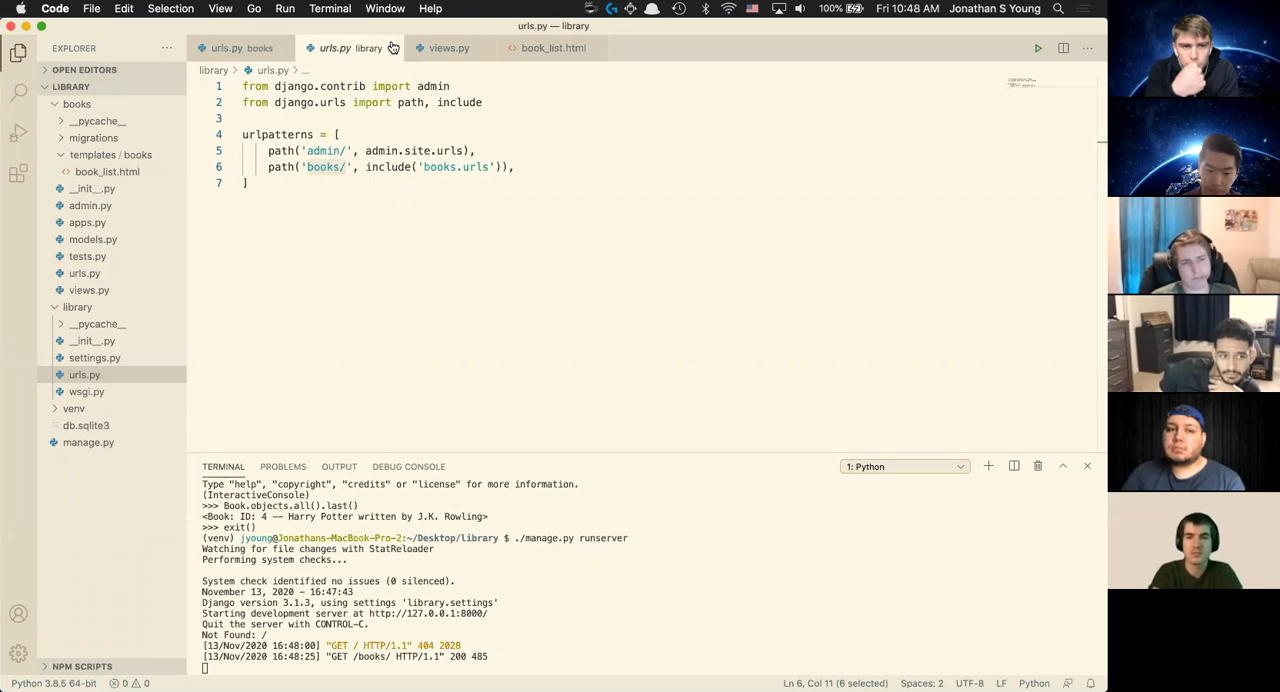 Code File Edit Selection View Go Run Terminal Window Help 100% Fri 10:48 AM Jonathan S Young
urls.py — library
EXPLORER
urls.py books
urls.py library
views.py
book_list.html
OPEN EDITORS
LIBRARY
books
__pycache__
migrations
templates / books
book_list.html
__init__.py
admin.py
apps.py
models.py
tests.py
urls.py
views.py
library
__pycache__
__init__.py
settings.py
urls.py
wsgi.py
venv
db.sqlite3
manage.py
NPM SCRIPTS
library > urls.py > ...
1 from django.contrib import admin
2 from django.urls import path, include
3
4 urlpatterns = [
5 path('admin/', admin.site.urls),
6 path('books/', include('books.urls')),
7 ]
TERMINAL PROBLEMS OUTPUT DEBUG CONSOLE 1: Python
Type "help", "copyright", "credits" or "license" for more information.
(InteractiveConsole)
>>> Book.objects.all().last()
<Book: ID: 4 -- Harry Potter written by J.K. Rowling>
>>> exit()
(venv) jyoung@Jonathans-MacBook-Pro-2:~/Desktop/library $ ./manage.py runserver
Watching for file changes with StatReloader
Performing system checks...
System check identified no issues (0 silenced).
November 13, 2020 - 16:47:43
Django version 3.1.3, using settings 'library.settings'
Starting development server at http://127.0.0.1:8000/
Quit the server with CONTROL-C.
Not Found: /
[13/Nov/2020 16:48:00] "GET / HTTP/1.1" 404 2028
[13/Nov/2020 16:48:25] "GET /books/ HTTP/1.1" 200 485
Python 3.8.5 64-bit 0 0 Ln 6, Col 11 (6 selected) Spaces: 2 UTF-8 LF Python